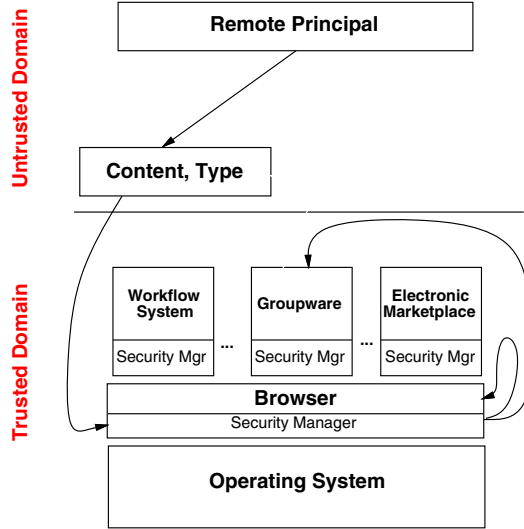 Untrusted Domain
Remote Principal
Content, Type
Trusted Domain
Workflow
System
Security Mgr
...
Groupware
Security Mgr
...
Electronic
Marketplace
Security Mgr
Browser
Security Manager
Operating System